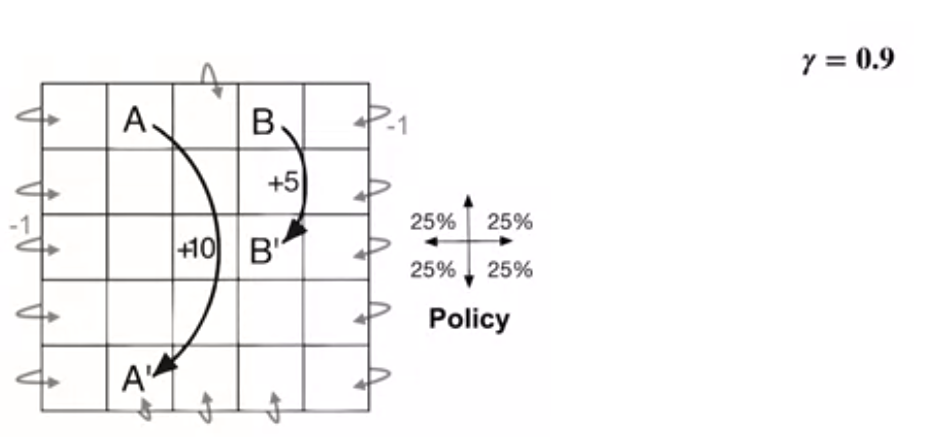 γ = 0.9
A B -1
+5
25% 25%
-1 +10 B'
25% 25%
Policy
A'